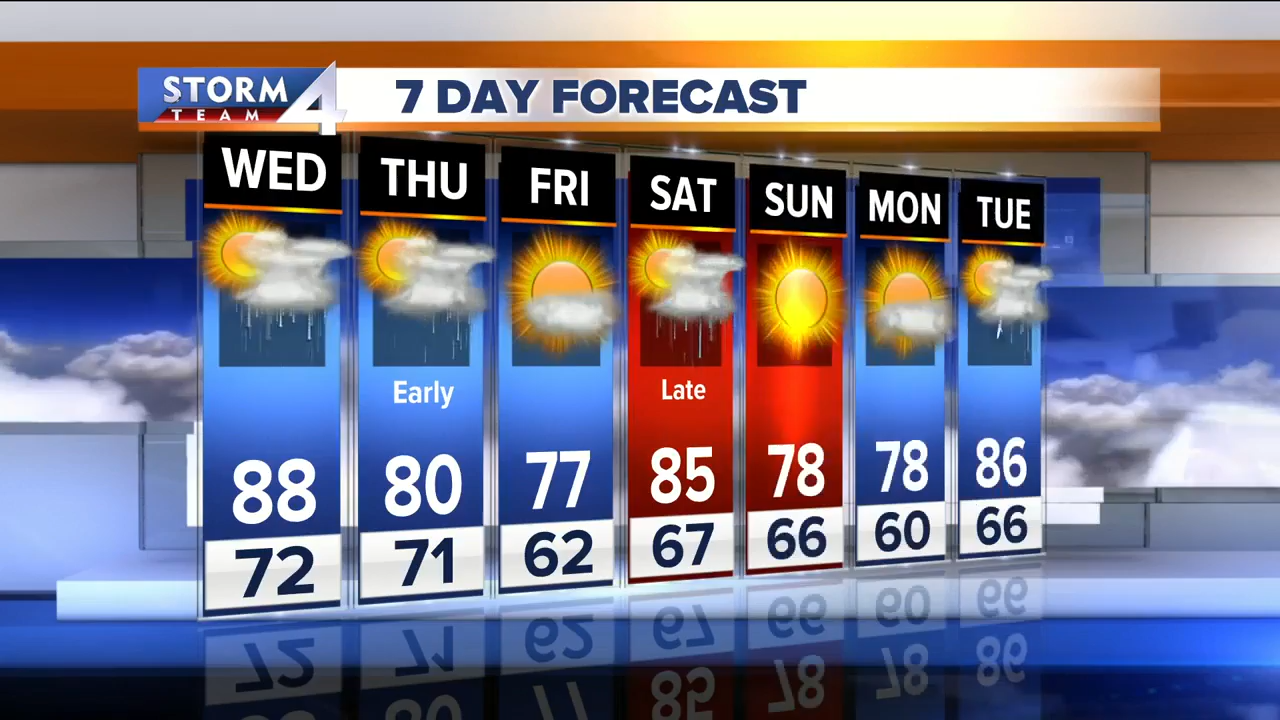 STORM
TEAM 4
7 DAY FORECAST
WED THU FRI SAT SUN MON TUE
Early Late
88 80 77 85 78 78 86
72 71 62 67 66 60 66